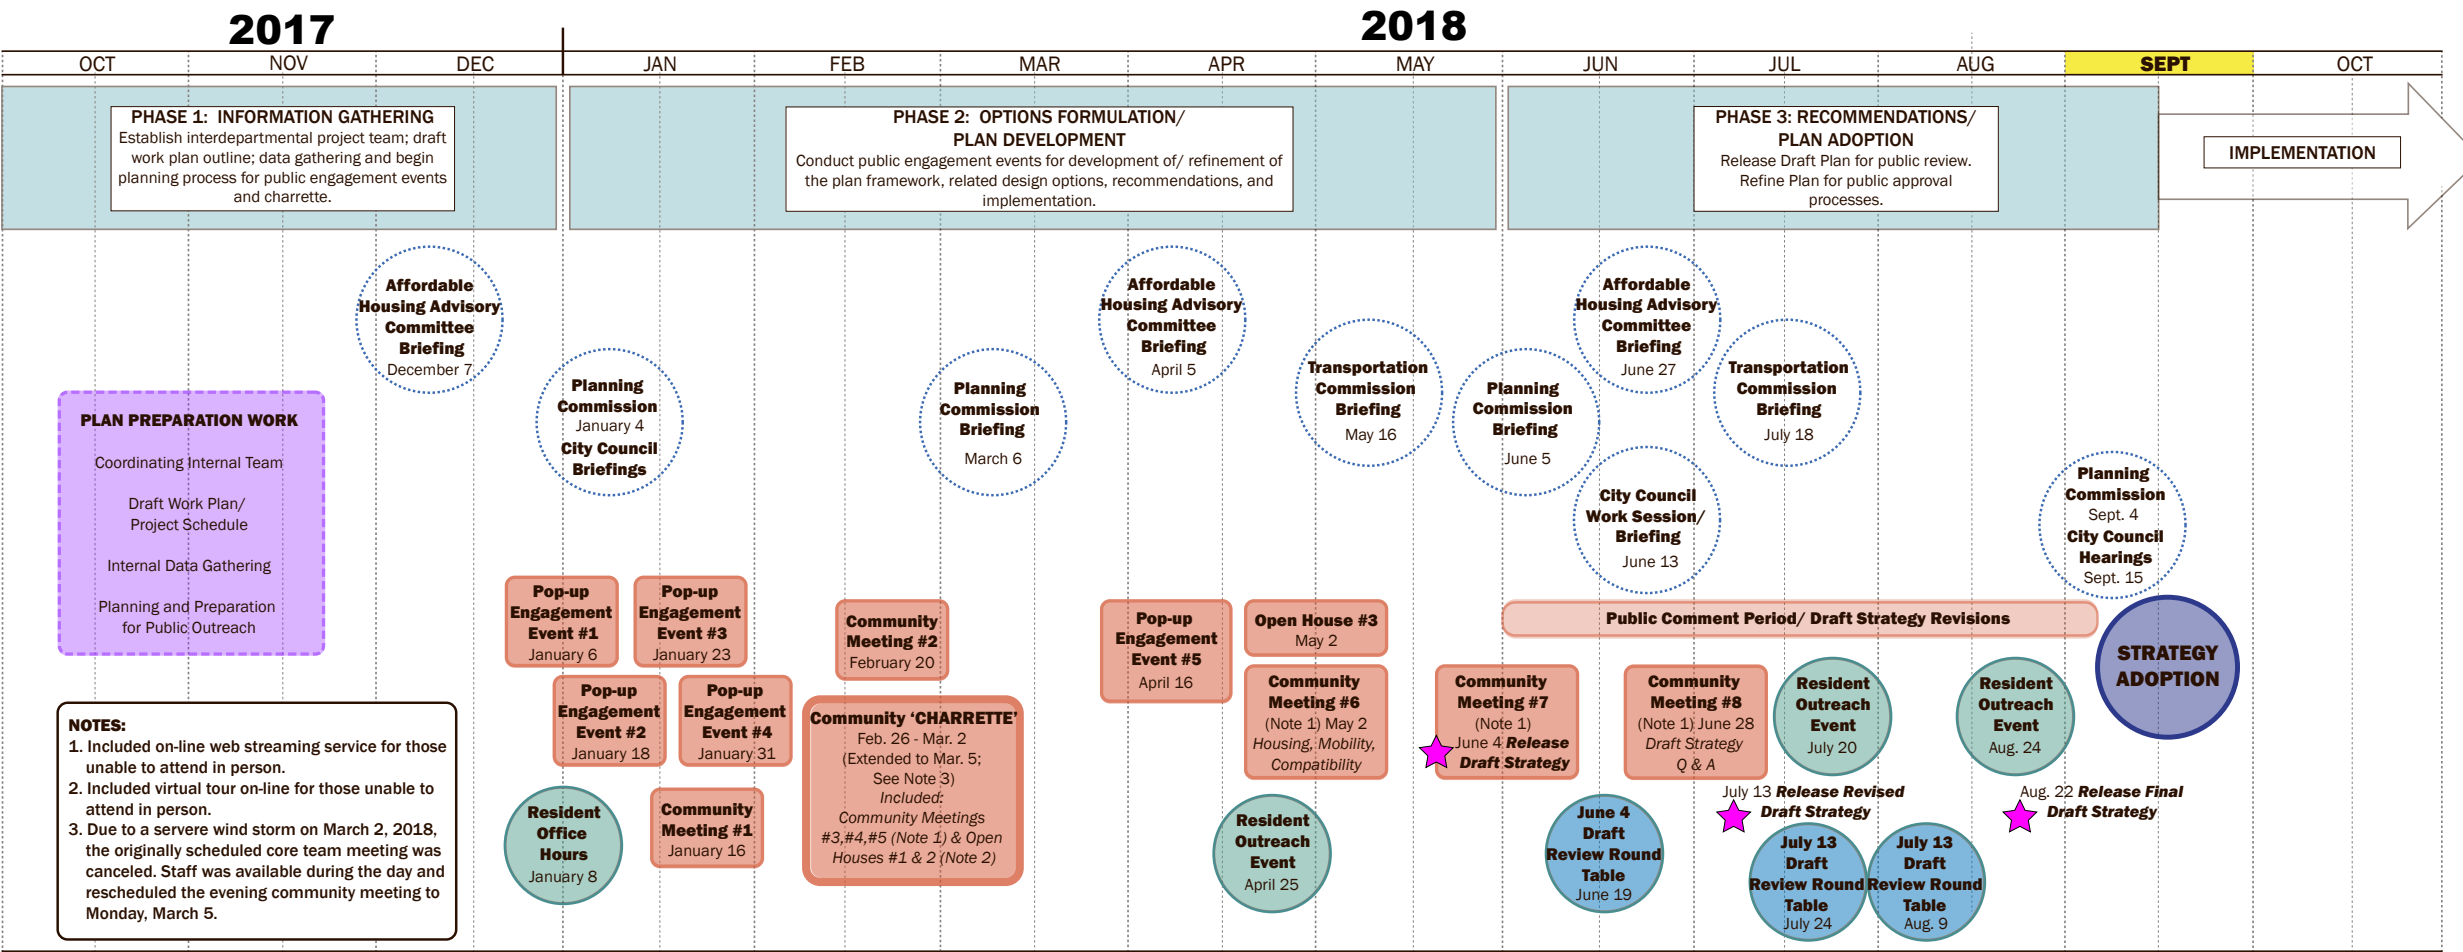 2017
2018
OCT
NOV
DEC
JAN
FEB
MAR
APR
MAY
JUN
JUL
AUG
SEPT
OCT
PHASE 1: INFORMATION GATHERING
Establish interdepartmental project team; draft
work plan outline; data gathering and begin
planning process for public engagement events
and charrette.
PHASE 2: OPTIONS FORMULATION/
PLAN DEVELOPMENT
Conduct public engagement events for development of/ refinement of
the plan framework, related design options, recommendations, and
implementation.
PHASE 3: RECOMMENDATIONS/
PLAN ADOPTION
Release Draft Plan for public review.
Refine Plan for public approval
processes.
IMPLEMENTATION
Affordable
Housing Advisory
Committee
Briefing
December 7
Planning
Commission
January 4
City Council
Briefings
Planning
Commission
Briefing
March 6
Affordable
Housing Advisory
Committee
Briefing
April 5
Transportation
Commission
Briefing
May 16
Planning
Commission
Briefing
June 5
Affordable
Housing Advisory
Committee
Briefing
June 27
City Council
Work Session/
Briefing
June 13
Transportation
Commission
Briefing
July 18
Planning
Commission
Sept. 4
City Council
Hearings
Sept. 15
PLAN PREPARATION WORK
Coordinating Internal Team
Draft Work Plan/
Project Schedule
Internal Data Gathering
Planning and Preparation
for Public Outreach
Pop-up
Engagement
Event #1
January 6
Pop-up
Engagement
Event #3
January 23
Pop-up
Engagement
Event #2
January 18
Pop-up
Engagement
Event #4
January 31
Resident
Office
Hours
January 8
Community
Meeting #1
January 16
Community
Meeting #2
February 20
Community ‘CHARRETTE’
Feb. 26 - Mar. 2
(Extended to Mar. 5;
See Note 3)
Included:
Community Meetings
#3,#4,#5 (Note 1) & Open
Houses #1 & 2 (Note 2)
Pop-up
Engagement
Event #5
April 16
Open House #3
May 2
Community
Meeting #6
(Note 1) May 2
Housing, Mobility,
Compatibility
Resident
Outreach
Event
April 25
Public Comment Period/ Draft Strategy Revisions
Community
Meeting #7
(Note 1)
June 4 Release
Draft Strategy
Community
Meeting #8
(Note 1) June 28
Draft Strategy
Q & A
Resident
Outreach
Event
July 20
Resident
Outreach
Event
Aug. 24
STRATEGY
ADOPTION
July 13 Release Revised
Draft Strategy
Aug. 22 Release Final
Draft Strategy
June 4
Draft
Review Round
Table
June 19
July 13
Draft
Review Round
Table
July 24
July 13
Draft
Review Round
Table
Aug. 9
NOTES:
1. Included on-line web streaming service for those
unable to attend in person.
2. Included virtual tour on-line for those unable to
attend in person.
3. Due to a servere wind storm on March 2, 2018,
the originally scheduled core team meeting was
canceled. Staff was available during the day and
rescheduled the evening community meeting to
Monday, March 5.